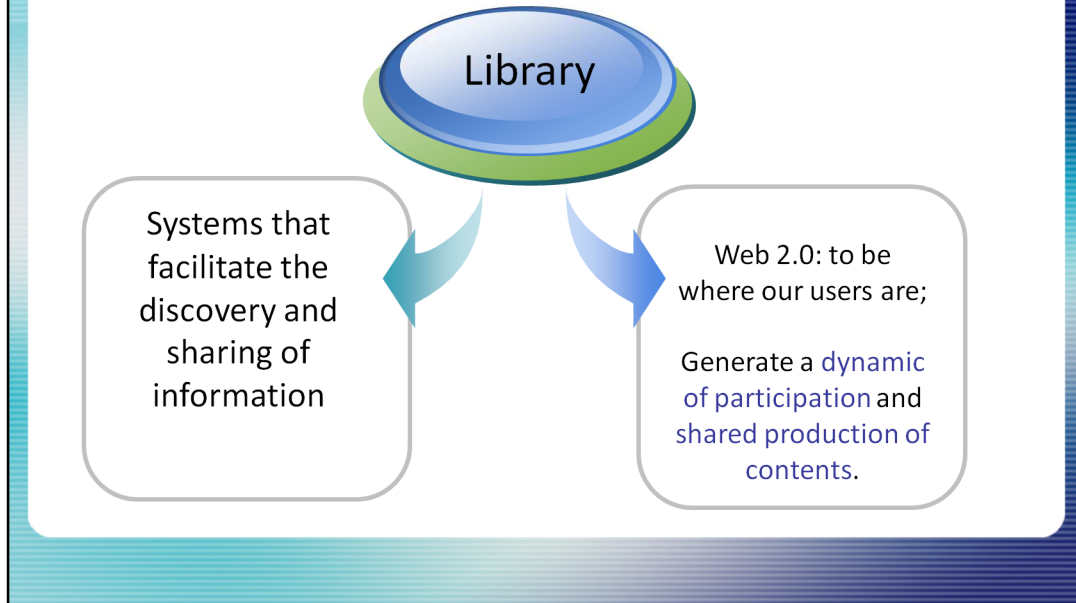 Library
Systems that
facilitate the
discovery and
sharing of
information
Web 2.0: to be
where our users are;
Generate a dynamic
of participation and
shared production of
contents.